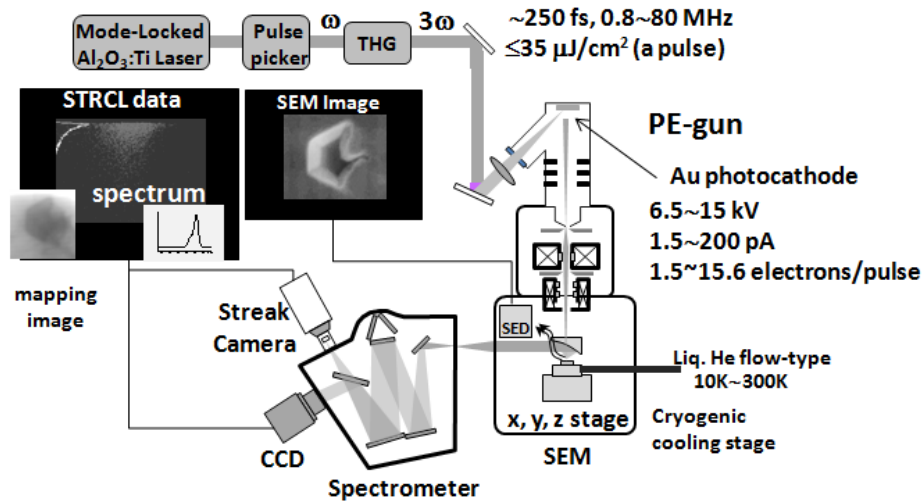 Mode-Locked
Al₂O₃:Ti Laser
Pulse
picker
ω
THG
3ω
~250 fs, 0.8~80 MHz
≤35 μJ/cm² (a pulse)
STRCL data
spectrum
mapping
image
SEM Image
PE-gun
Au photocathode
6.5~15 kV
1.5~200 pA
1.5~15.6 electrons/pulse
Streak
Camera
CCD
Spectrometer
SED
x, y, z stage
SEM
Liq. He flow-type
10K~300K
Cryogenic
cooling stage